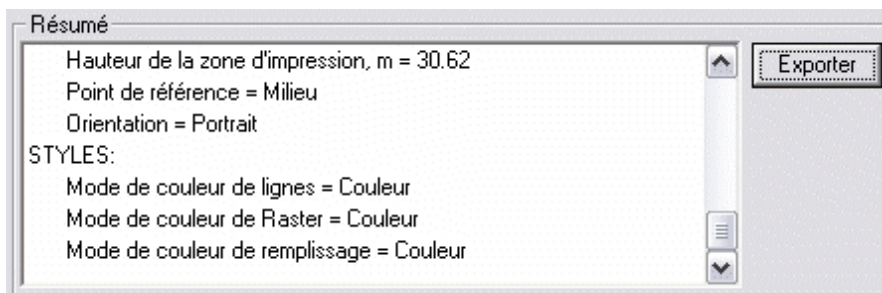 Résumé
Hauteur de la zone d'impression, m = 30.62
Exporter
Point de référence = Milieu
Orientation = Portrait
STYLES:
Mode de couleur de lignes = Couleur
Mode de couleur de Raster = Couleur
Mode de couleur de remplissage = Couleur